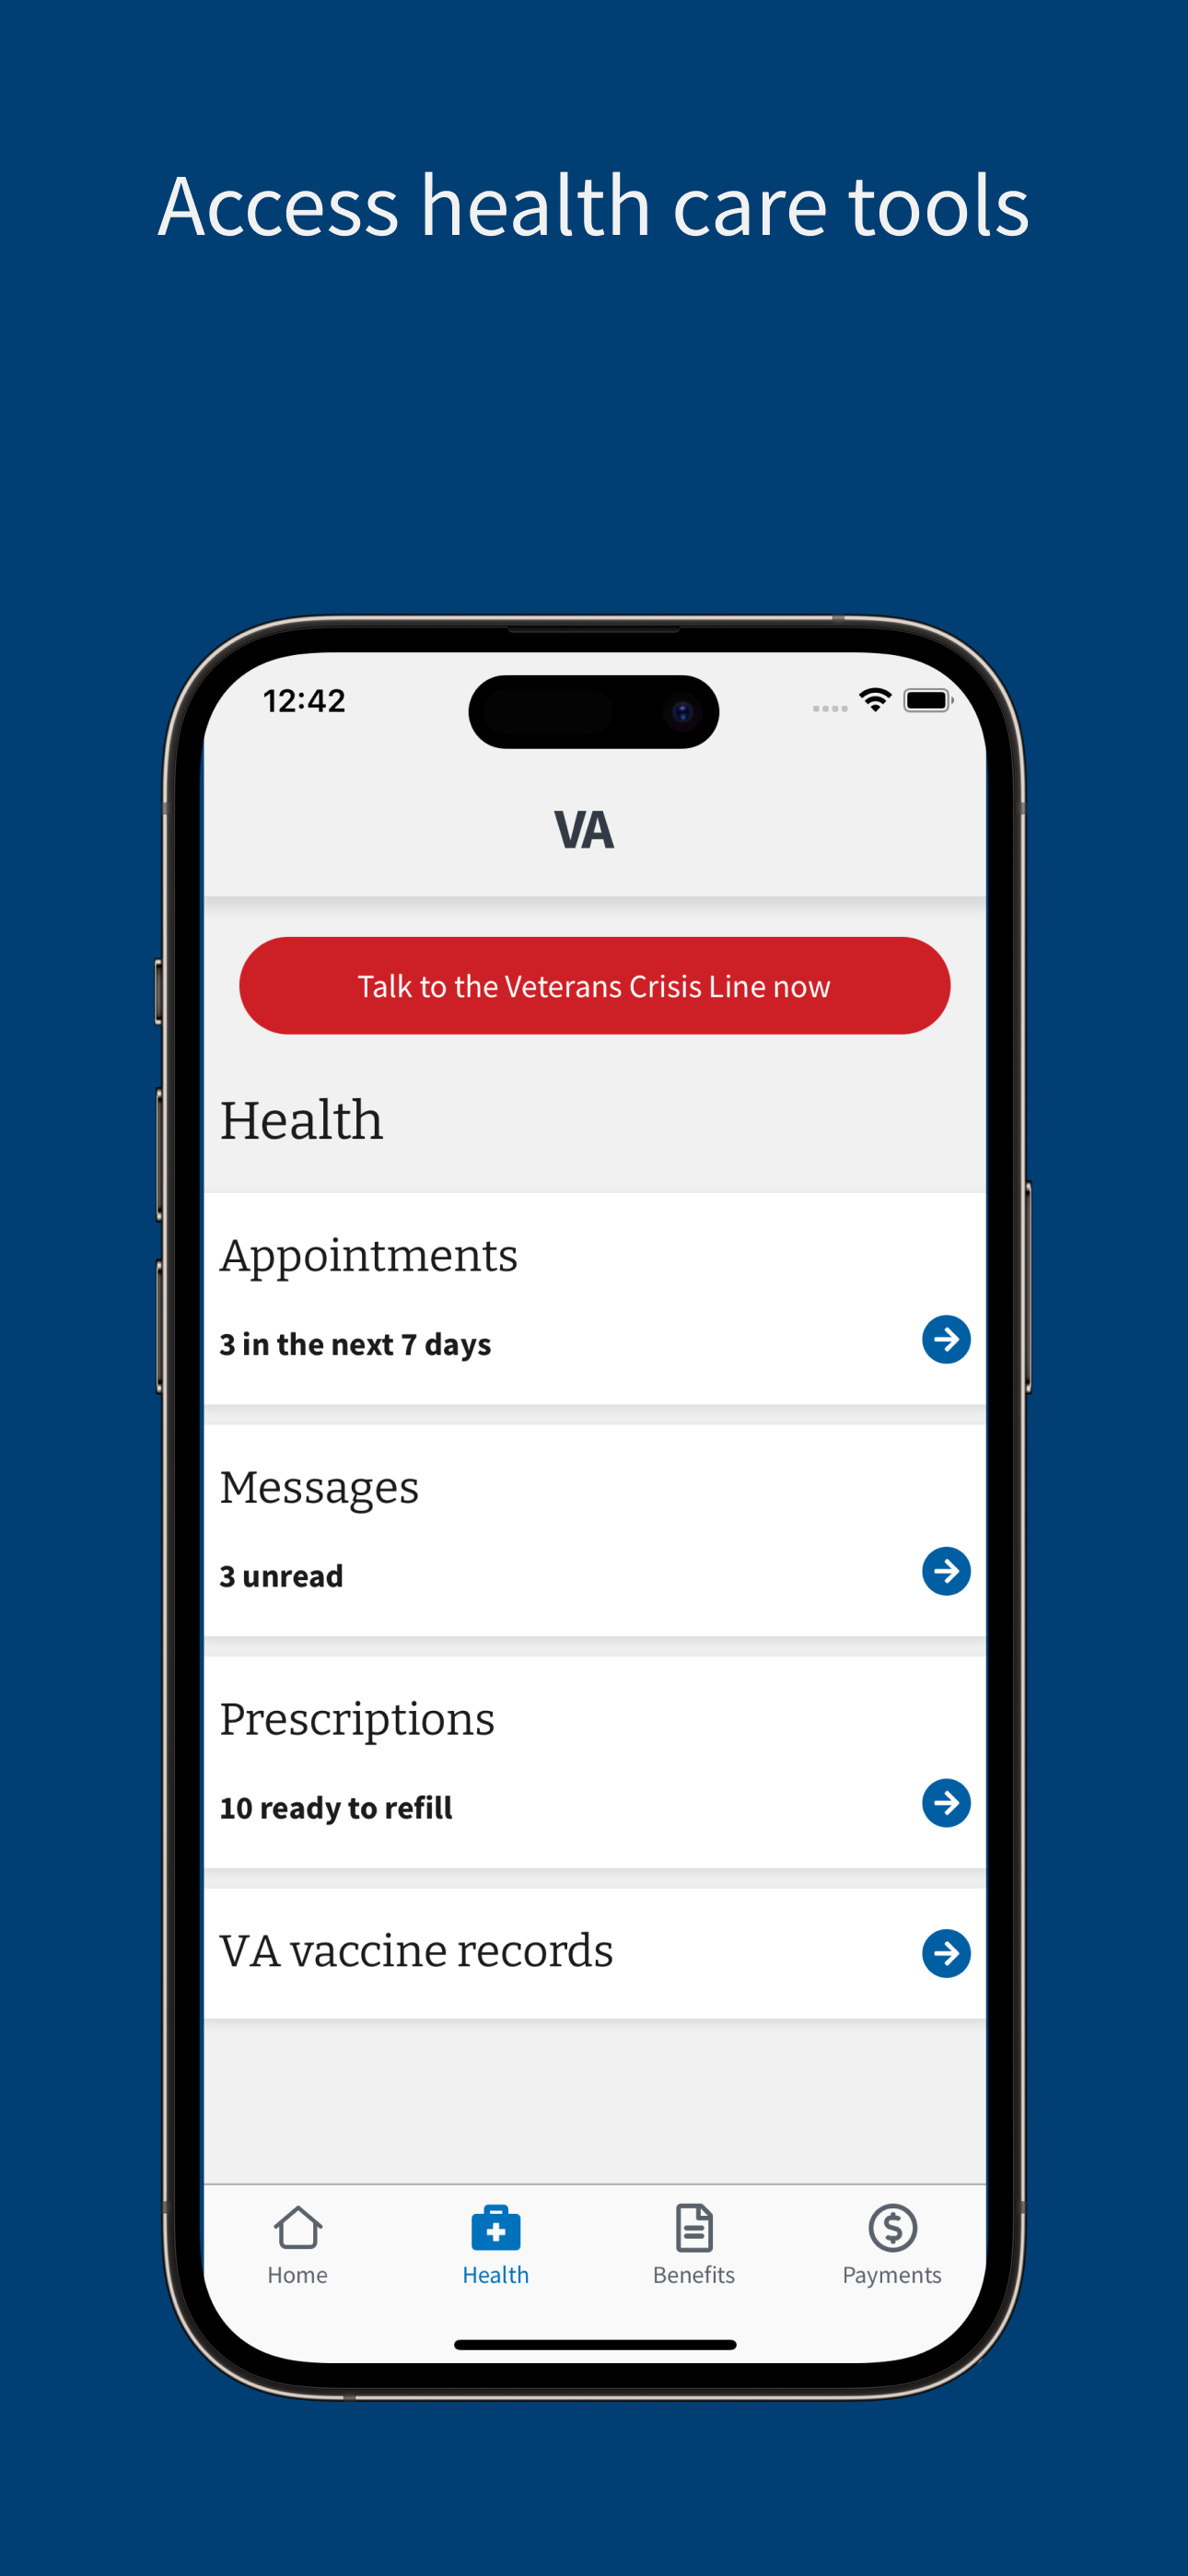 Access health care tools
12:42
VA
Talk to the Veterans Crisis Line now
Health
Appointments
3 in the next 7 days
Messages
3 unread
Prescriptions
10 ready to refill
VA vaccine records
Home
Health
Benefits
Payments